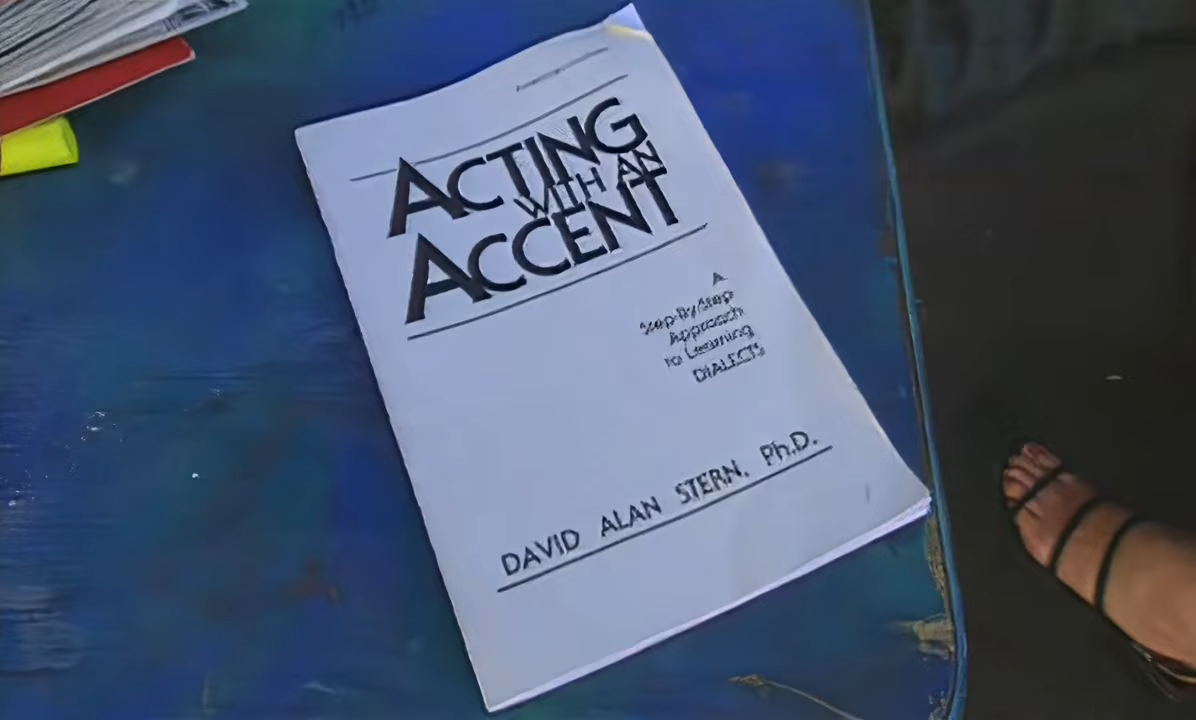 ACTING
WITH AN
ACCENT
A
Step-By-Step
Approach
to Learning
DIALECTS
DAVID ALAN STERN, Ph.D.